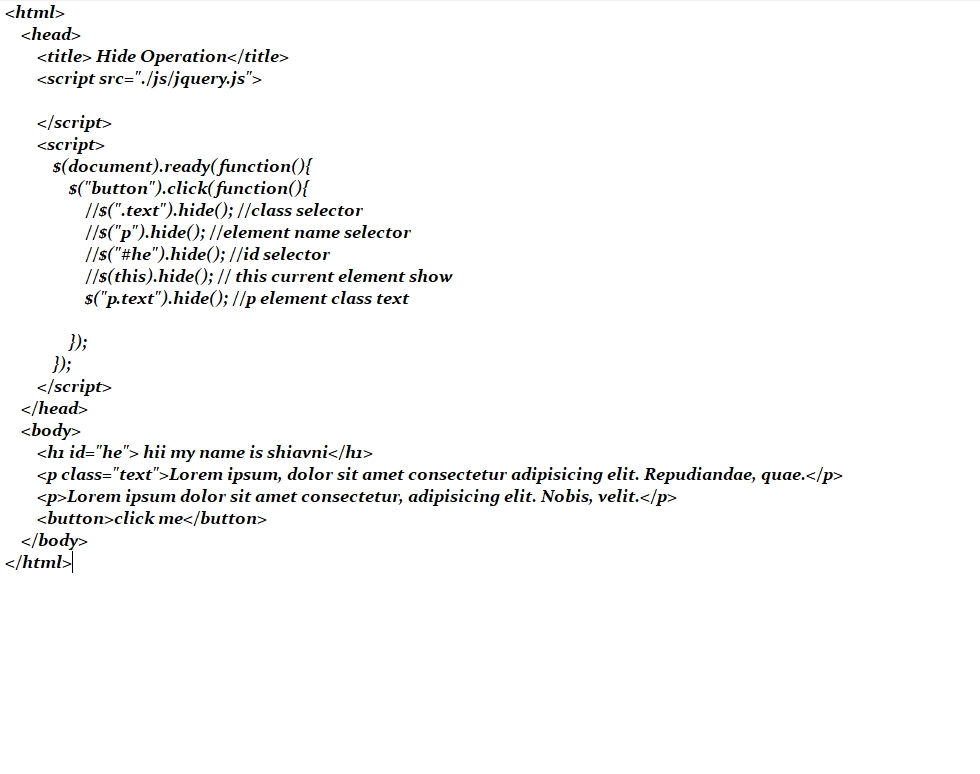 <html>
<head>
<title> Hide Operation</title>
<script src="./js/jquery.js">
</script>
<script>
$(document).ready(function(){
$("button").click(function(){
//$(".text").hide(); //class selector
//$("p").hide(); //element name selector
//$("#he").hide(); //id selector
//$(this).hide(); // this current element show
$("p.text").hide(); //p element class text
});
});
</script>
</head>
<body>
<h1 id="he"> hii my name is shiavni</h1>
<p class="text">Lorem ipsum, dolor sit amet consectetur adipisicing elit. Repudiandae, quae.</p>
<p>Lorem ipsum dolor sit amet consectetur, adipisicing elit. Nobis, velit.</p>
<button>click me</button>
</body>
</html>